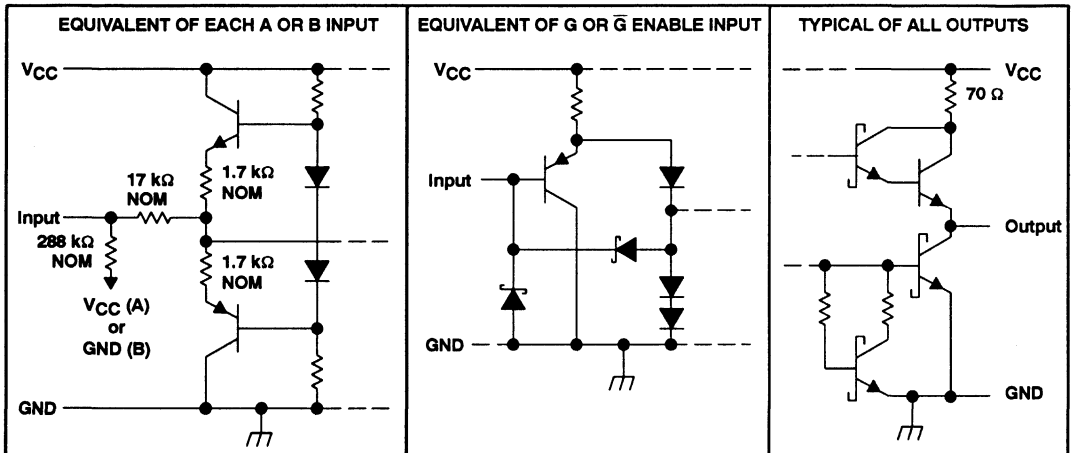 EQUIVALENT OF EACH A OR B INPUT
VCC
17 kΩ
NOM
1.7 kΩ
NOM
Input
288 kΩ
NOM
1.7 kΩ
NOM
VCC (A)
or
GND (B)
GND
EQUIVALENT OF G OR G̅ ENABLE INPUT
VCC
Input
GND
TYPICAL OF ALL OUTPUTS
VCC
70 Ω
Output
GND